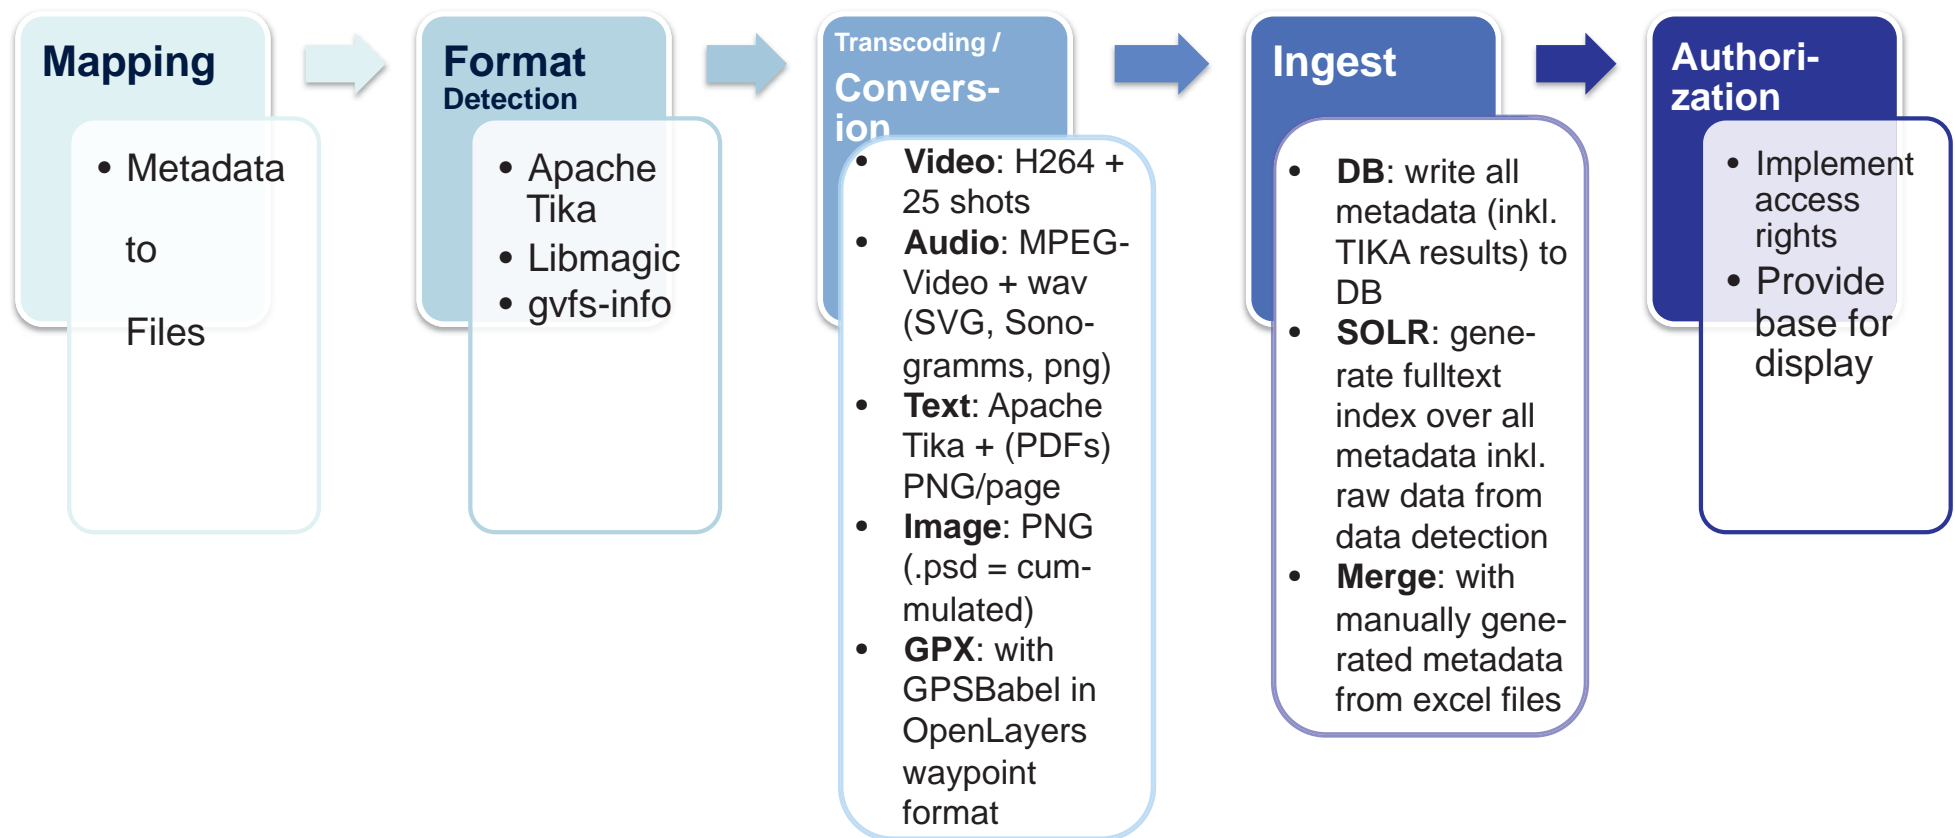 Mapping
• Metadata
to
Files
Format
Detection
• Apache
Tika
• Libmagic
• gvfs-info
Transcoding /
Convers-
ion
• Video: H264 +
25 shots
• Audio: MPEG-
Video + wav
(SVG, Sono-
gramms, png)
• Text: Apache
Tika + (PDFs)
PNG/page
• Image: PNG
(.psd = cum-
mulated)
• GPX: with
GPSBabel in
OpenLayers
waypoint
format
Ingest
• DB: write all
metadata (inkl.
TIKA results) to
DB
• SOLR: gene-
rate fulltext
index over all
metadata inkl.
raw data from
data detection
• Merge: with
manually gene-
rated metadata
from excel files
Authori-
zation
• Implement
access
rights
• Provide
base for
display